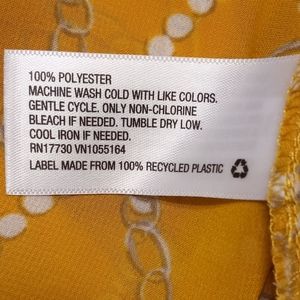 100% POLYESTER
MACHINE WASH COLD WITH LIKE COLORS.
GENTLE CYCLE. ONLY NON-CHLORINE
BLEACH IF NEEDED. TUMBLE DRY LOW.
COOL IRON IF NEEDED.
RN17730 VN1055164
LABEL MADE FROM 100% RECYCLED PLASTIC